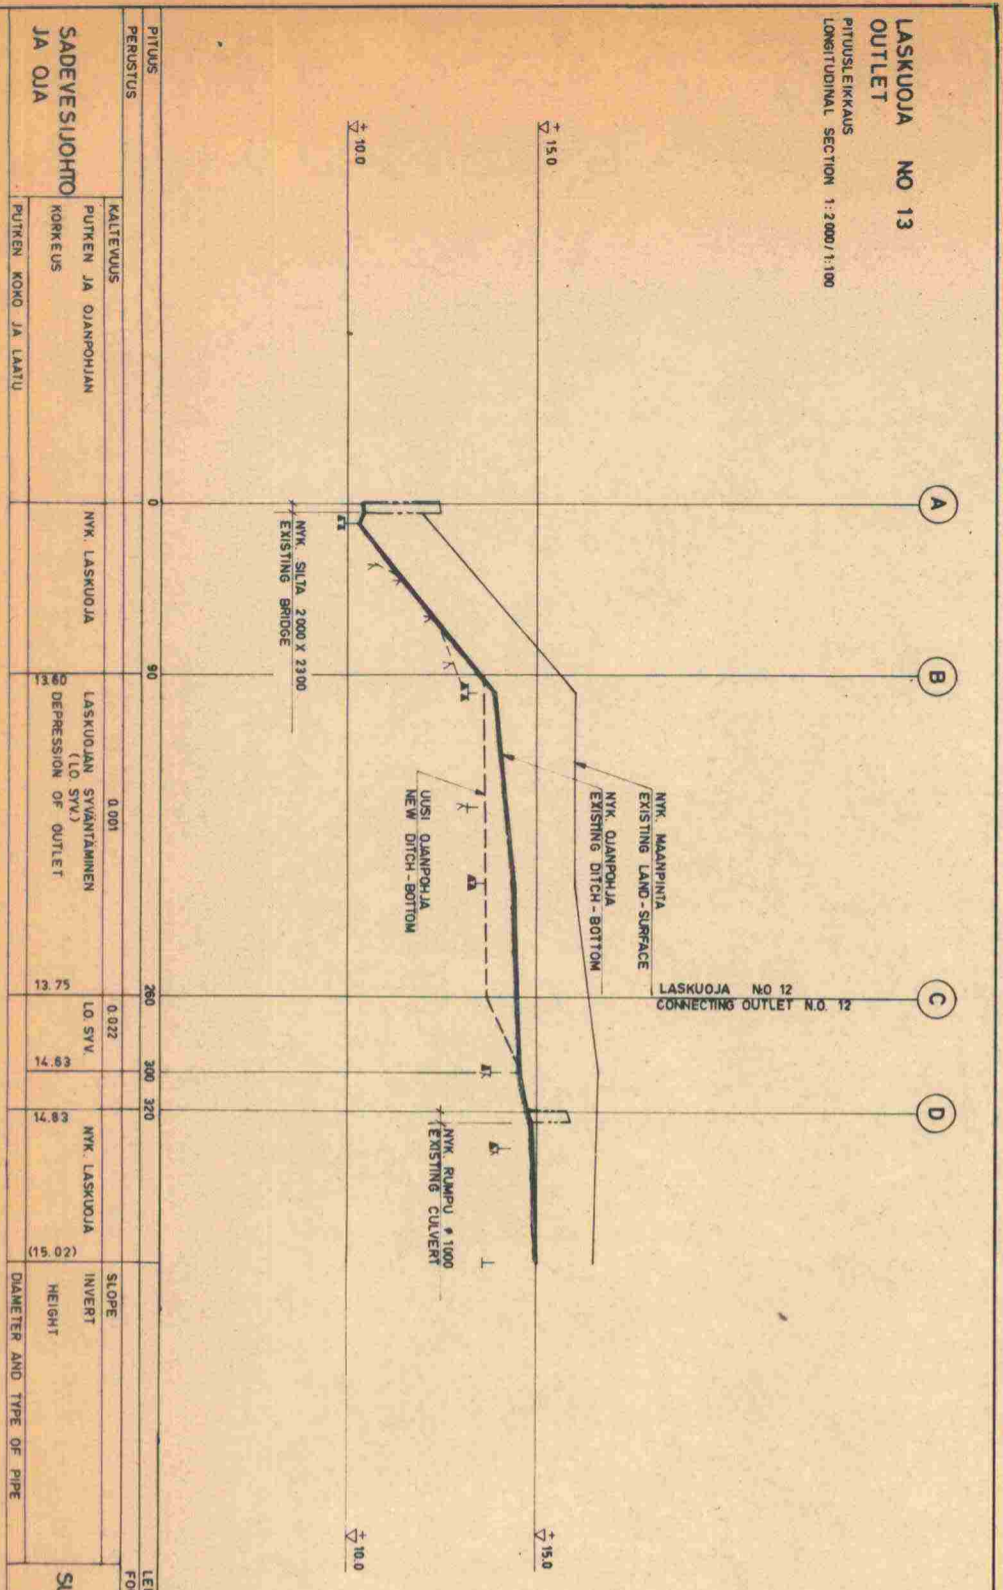 LASKUOJA NO 13
OUTLET
PITUUSLEIKKAUS
LONGITUDINAL SECTION 1:2000/1:100
A
B
C
D
+ 15.0
+ 15.0
+ 10.0
+ 10.0
NYK. MAANPINTA
EXISTING LAND-SURFACE
NYK. OJANPOHJA
EXISTING DITCH-BOTTOM
LASKUOJA N:O 12
CONNECTING OUTLET N.O. 12
UUSI OJANPOHJA
NEW DITCH-BOTTOM
NYK. SILTA 2000 X 2300
EXISTING BRIDGE
NYK. RUMPU ø 1000
EXISTING CULVERT
PITUUS 0 90 260 300 320
PERUSTUS
KALTEVUUS 0.001 0.022 SLOPE
SADEVESIJOHTO
JA OJA
PUTKEN JA OJANPOHJAN
KORKEUS
NYK. LASKUOJA
13.60
LASKUOJAN SYVÄNTÄMINEN
(LO. SYV.)
DEPRESSION OF OUTLET
13.75
LO. SYV.
14.63
14.83
NYK. LASKUOJA
(15.02)
INVERT
HEIGHT
PUTKEN KOKO JA LAATU
DIAMETER AND TYPE OF PIPE